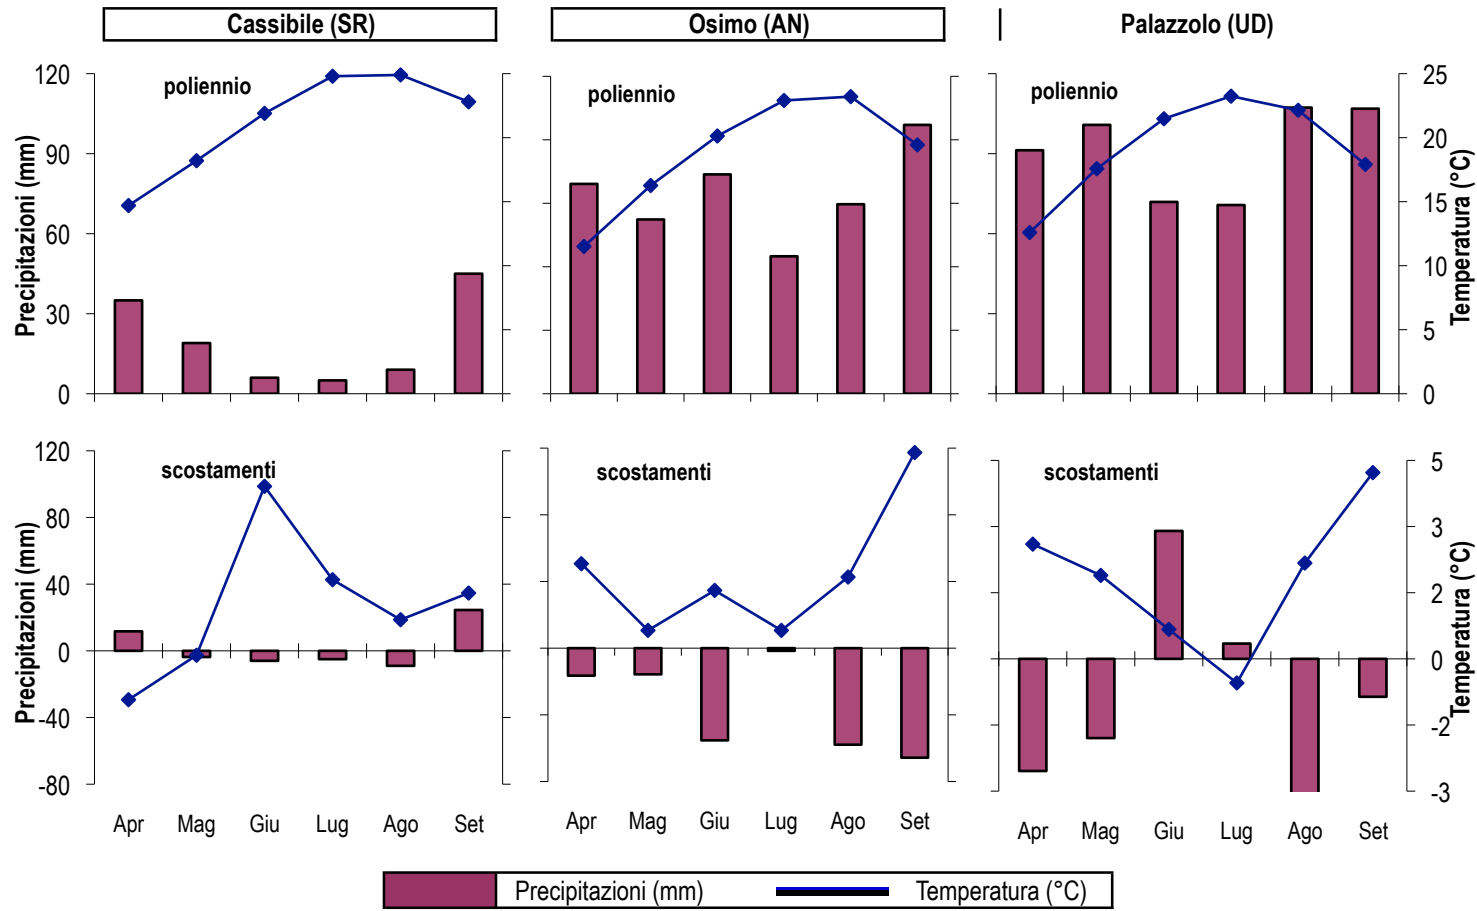 Cassibile (SR) Osimo (AN) Palazzolo (UD)
poliennio poliennio poliennio
Precipitazioni (mm)
120
90
60
30
0
25
20
15
10
5
0
Temperatura (°C)
scostamenti scostamenti scostamenti
Precipitazioni (mm)
120
80
40
0
-40
-80
5
3
2
0
-2
-3
Temperatura (°C)
Apr Mag Giu Lug Ago Set
Apr Mag Giu Lug Ago Set
Apr Mag Giu Lug Ago Set
Precipitazioni (mm) Temperatura (°C)